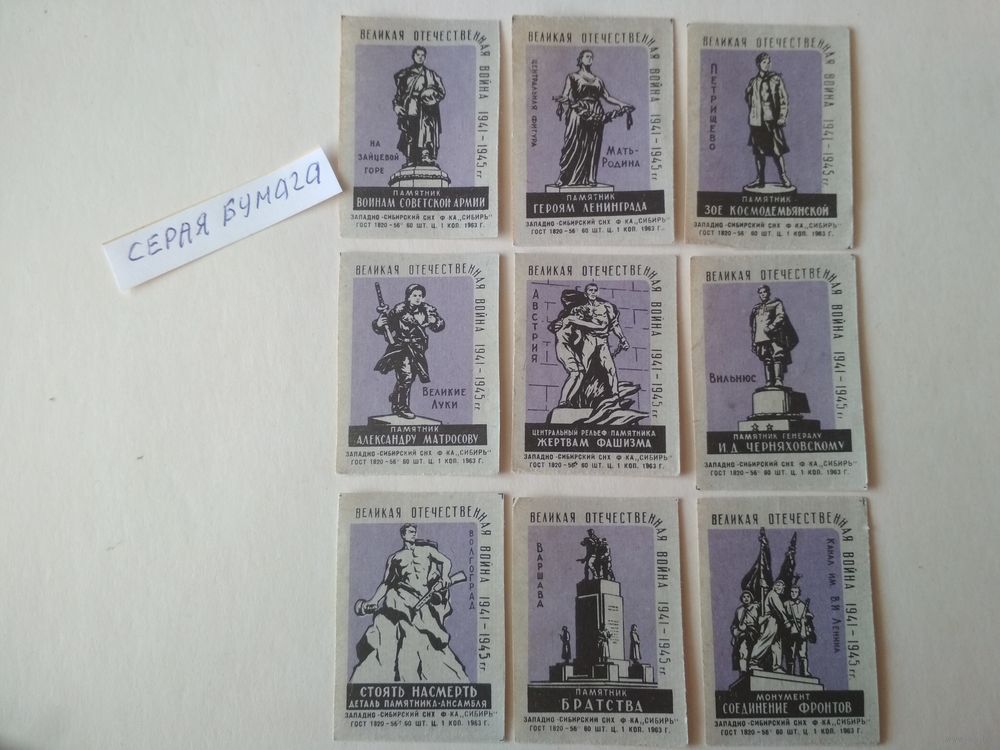 СЕРАЯ БУМАГА
ВЕЛИКАЯ ОТЕЧЕСТВЕННАЯ ВОЙНА 1941-1945 гг
НА
ЗАЙЦЕВОЙ
ГОРЕ
ПАМЯТНИК
ВОИНАМ СОВЕТСКОЙ АРМИИ
ЗАПАДНО-СИБИРСКИЙ СНХ Ф-КА„СИБИРЬ"
ГОСТ 1820-56 60 ШТ. Ц. 1 КОП. 1963 Г.
ВЕЛИКАЯ ОТЕЧЕСТВЕННАЯ ВОЙНА 1941-1945 гг
ЦЕНТРАЛЬНАЯ ФИГУРА
МАТЬ-
РОДИНА
ПАМЯТНИК
ГЕРОЯМ ЛЕНИНГРАДА
ЗАПАДНО-СИБИРСКИЙ СНХ Ф-КА„СИБИРЬ"
ГОСТ 1820-56 60 ШТ. Ц. 1 КОП. 1963 Г.
ВЕЛИКАЯ ОТЕЧЕСТВЕННАЯ ВОЙНА 1941-1945 гг
ПЕТРИЩЕВО
ПАМЯТНИК
ЗОЕ КОСМОДЕМЬЯНСКОЙ
ЗАПАДНО-СИБИРСКИЙ СНХ Ф-КА„СИБИРЬ"
ГОСТ 1820-56 60 ШТ. Ц. 1 КОП. 1963 Г.
ВЕЛИКАЯ ОТЕЧЕСТВЕННАЯ ВОЙНА 1941-1945 гг
ВЕЛИКИЕ
ЛУКИ
ПАМЯТНИК
АЛЕКСАНДРУ МАТРОСОВУ
ЗАПАДНО-СИБИРСКИЙ СНХ Ф-КА„СИБИРЬ"
ГОСТ 1820-56 60 ШТ. Ц. 1 КОП. 1963 Г.
ВЕЛИКАЯ ОТЕЧЕСТВЕННАЯ ВОЙНА 1941-1945 гг
АВСТРИЯ
ЦЕНТРАЛЬНЫЙ РЕЛЬЕФ ПАМЯТНИКА
ЖЕРТВАМ ФАШИЗМА
ЗАПАДНО-СИБИРСКИЙ СНХ Ф-КА„СИБИРЬ"
ГОСТ 1820-56 60 ШТ. Ц. 1 КОП. 1963 Г.
ВЕЛИКАЯ ОТЕЧЕСТВЕННАЯ ВОЙНА 1941-1945 гг
ВИЛЬНЮС
ПАМЯТНИК ГЕНЕРАЛУ
И.Д. ЧЕРНЯХОВСКОМУ
ЗАПАДНО-СИБИРСКИЙ СНХ Ф-КА„СИБИРЬ"
ГОСТ 1820-56 60 ШТ. Ц. 1 КОП. 1963 Г.
ВЕЛИКАЯ ОТЕЧЕСТВЕННАЯ ВОЙНА 1941-1945 гг
ВОЛГОГРАД
СТОЯТЬ НАСМЕРТЬ
ДЕТАЛЬ ПАМЯТНИКА-АНСАМБЛЯ
ЗАПАДНО-СИБИРСКИЙ СНХ Ф-КА„СИБИРЬ"
ГОСТ 1820-56 60 ШТ. Ц. 1 КОП. 1963 Г.
ВЕЛИКАЯ ОТЕЧЕСТВЕННАЯ ВОЙНА 1941-1945 гг
ВАРШАВА
ПАМЯТНИК
БРАТСТВА
ЗАПАДНО-СИБИРСКИЙ СНХ Ф-КА„СИБИРЬ"
ГОСТ 1820-56 60 ШТ. Ц. 1 КОП. 1963 Г.
ВЕЛИКАЯ ОТЕЧЕСТВЕННАЯ ВОЙНА 1941-1945 гг
КАНАЛ ИМ. В.И ЛЕНИНА
МОНУМЕНТ
СОЕДИНЕНИЕ ФРОНТОВ
ЗАПАДНО-СИБИРСКИЙ СНХ Ф-КА„СИБИРЬ"
ГОСТ 1820-56 60 ШТ. Ц. 1 КОП. 1963 Г.